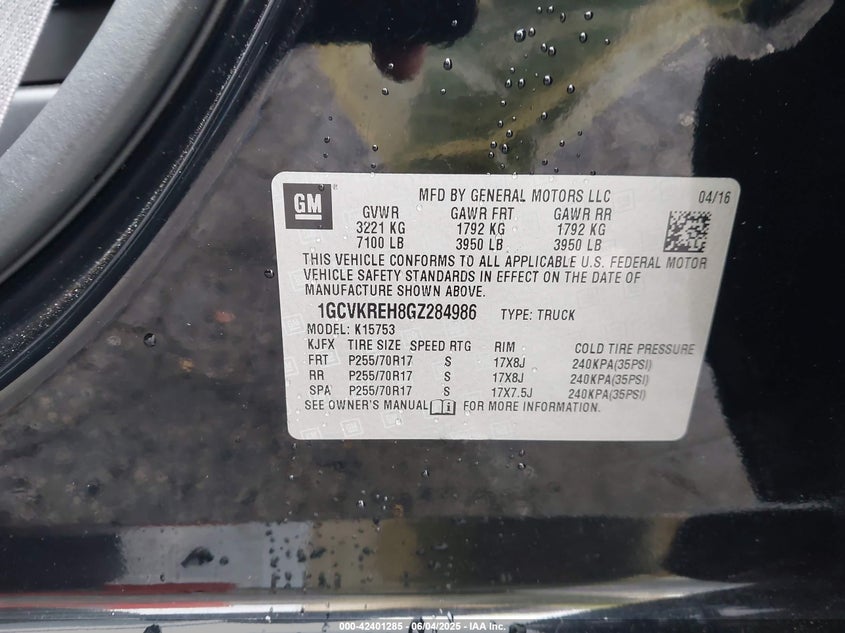 GM
MFD BY GENERAL MOTORS LLC 04/16
GVWR GAWR FRT GAWR RR
3221 KG 1792 KG 1792 KG
7100 LB 3950 LB 3950 LB
THIS VEHICLE CONFORMS TO ALL APPLICABLE U.S. FEDERAL MOTOR
VEHICLE SAFETY STANDARDS IN EFFECT ON THE DATE OF
MANUFACTURE SHOWN ABOVE.
1GCVKREH8GZ284986 TYPE: TRUCK
MODEL: K15753
KJFX TIRE SIZE SPEED RTG RIM COLD TIRE PRESSURE
FRT P255/70R17 S 17X8J 240KPA(35PSI)
RR P255/70R17 S 17X8J 240KPA(35PSI)
SPA P255/70R17 S 17X7.5J 240KPA(35PSI)
SEE OWNER'S MANUAL i FOR MORE INFORMATION.
000-42401285 - 06/04/2025 - IAA Inc.